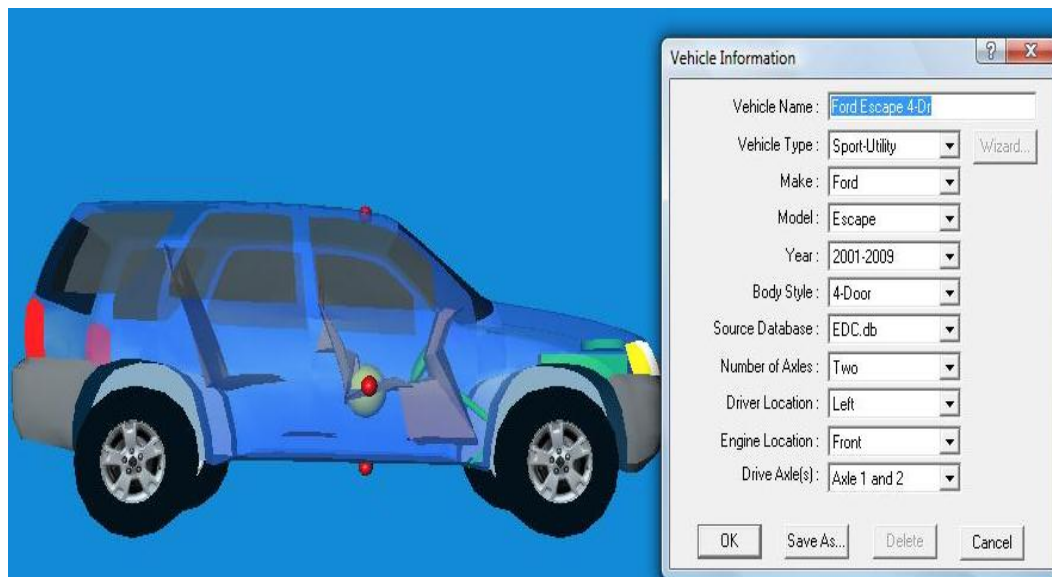 Vehicle Information
Vehicle Name : Ford Escape 4-Dr
Vehicle Type : Sport-Utility Wizard...
Make : Ford
Model : Escape
Year : 2001-2009
Body Style : 4-Door
Source Database : EDC.db
Number of Axles : Two
Driver Location : Left
Engine Location : Front
Drive Axle(s) : Axle 1 and 2
OK Save As... Delete Cancel